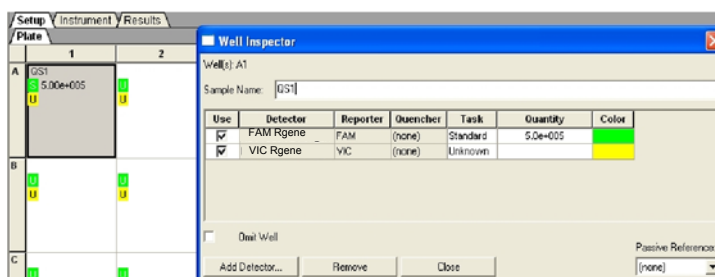 Setup Instrument Results
Plate
1 2
Well Inspector
Well(s): A1
Sample Name: QS1
A QS1
S 5.00e+005 U
U U
Use Detector Reporter Quencher Task Quantity Color
FAM Rgene FAM (none) Standard 5.0e+005
VIC Rgene VIC (none) Unknown
B
U U
U U
Omit Well
Passive Reference:
C
Add Detector... Remove Close (none)
U U